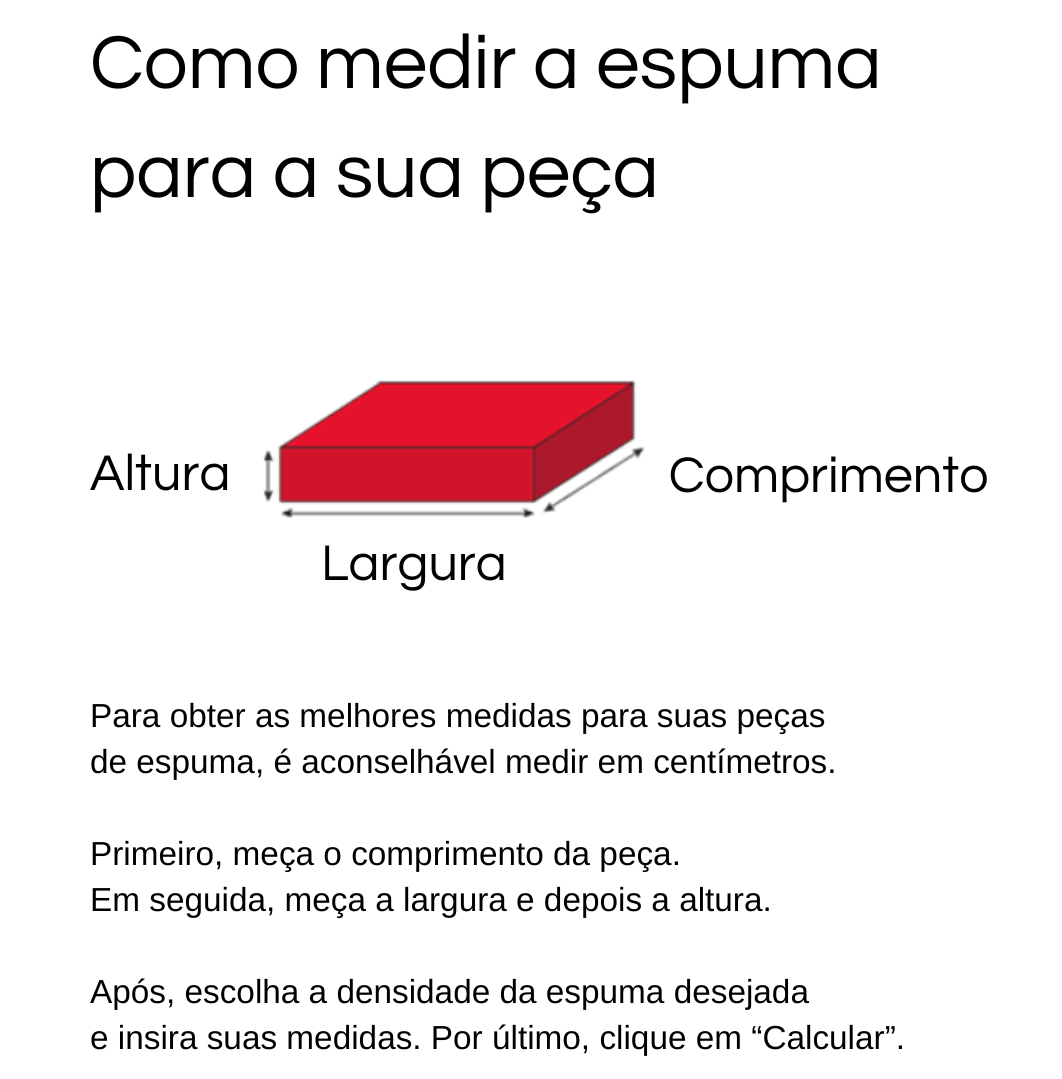 Como medir a espuma
para a sua peça
Altura
Comprimento
Largura
Para obter as melhores medidas para suas peças
de espuma, é aconselhável medir em centímetros.
Primeiro, meça o comprimento da peça.
Em seguida, meça a largura e depois a altura.
Após, escolha a densidade da espuma desejada
e insira suas medidas. Por último, clique em “Calcular”.